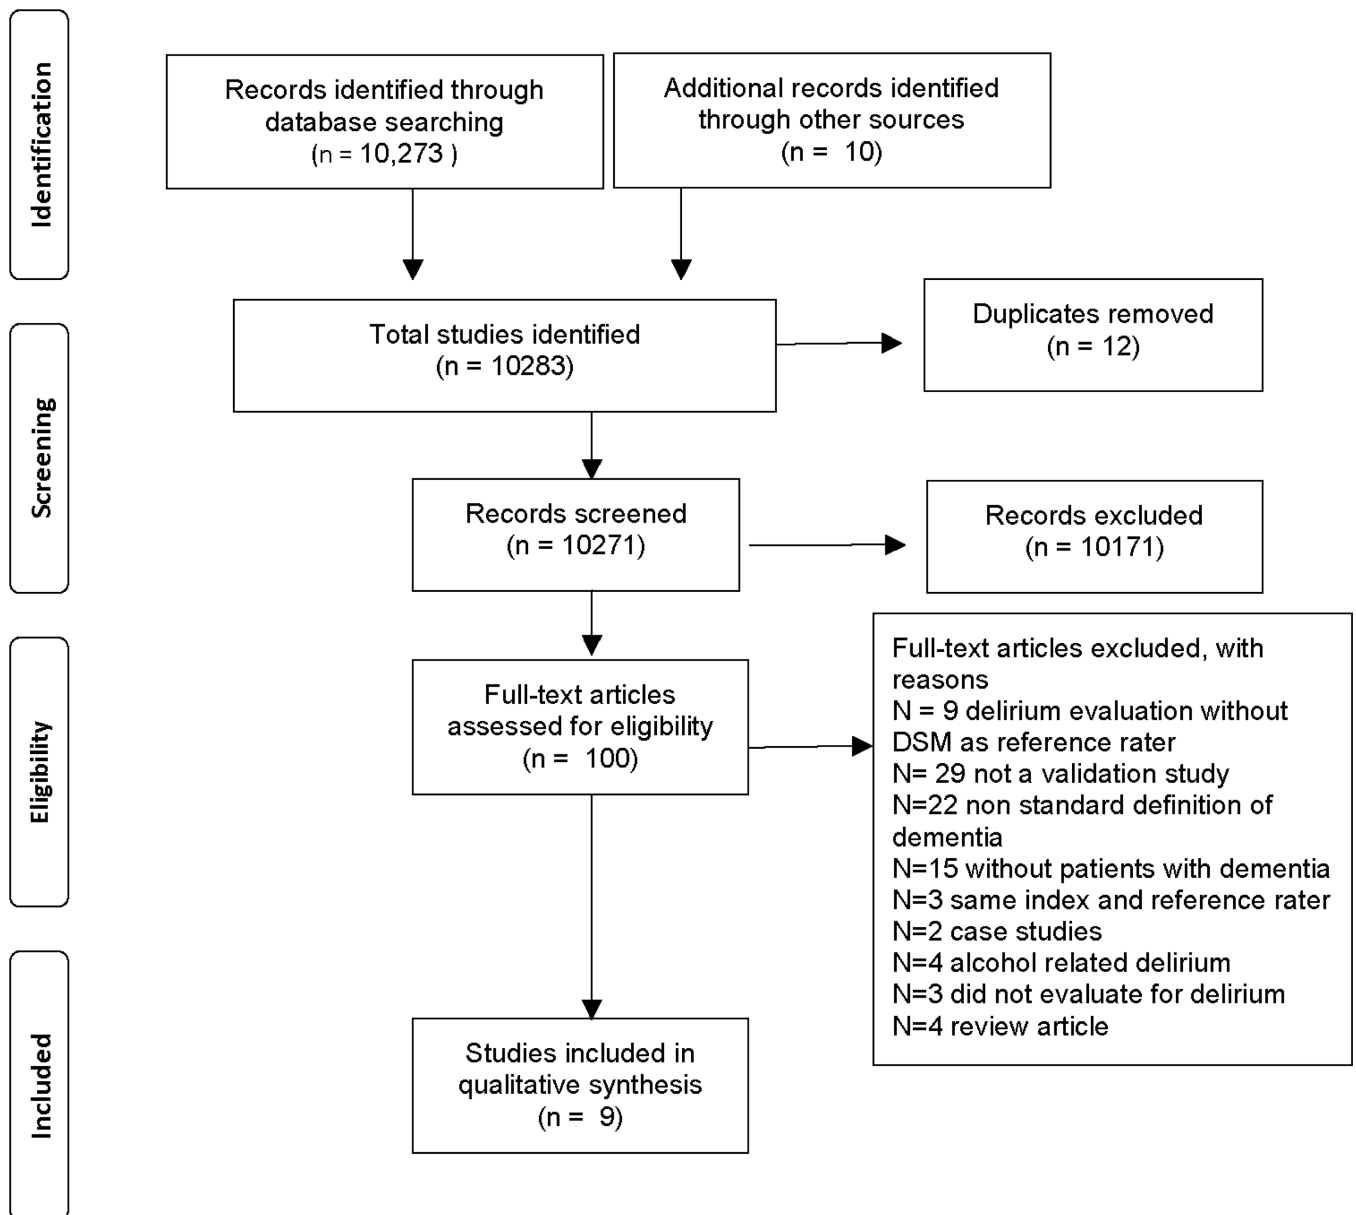 Identification
Records identified through
database searching
(n = 10,273 )
Additional records identified
through other sources
(n =  10)
Total studies identified
(n = 10283)
Duplicates removed
(n = 12)
Screening
Records screened
(n = 10271)
Records excluded
(n = 10171)
Eligibility
Full-text articles
assessed for eligibility
(n =  100)
Full-text articles excluded, with
reasons
N = 9 delirium evaluation without
DSM as reference rater
N= 29 not a validation study
N=22 non standard definition of
dementia
N=15 without patients with dementia
N=3 same index and reference rater
N=2 case studies
N=4 alcohol related delirium
N=3 did not evaluate for delirium
N=4 review article
Included
Studies included in
qualitative synthesis
(n =  9)